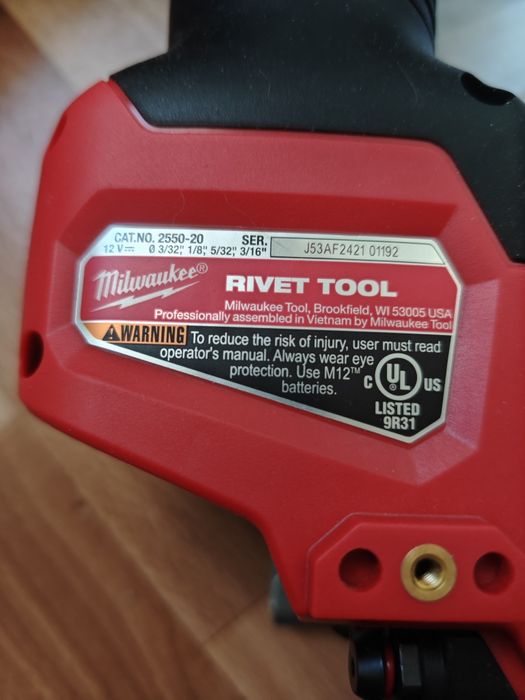 CAT.NO. 2550-20 SER. J53AF2421 01192
12 V⎓ Ø 3/32," 1/8," 5/32," 3/16"
Milwaukee®
RIVET TOOL
Milwaukee Tool, Brookfield, WI 53005 USA
Professionally assembled in Vietnam by Milwaukee Tool
WARNING To reduce the risk of injury, user must read
operator's manual. Always wear eye
protection. Use M12™
batteries.
C UL® US
LISTED
9R31